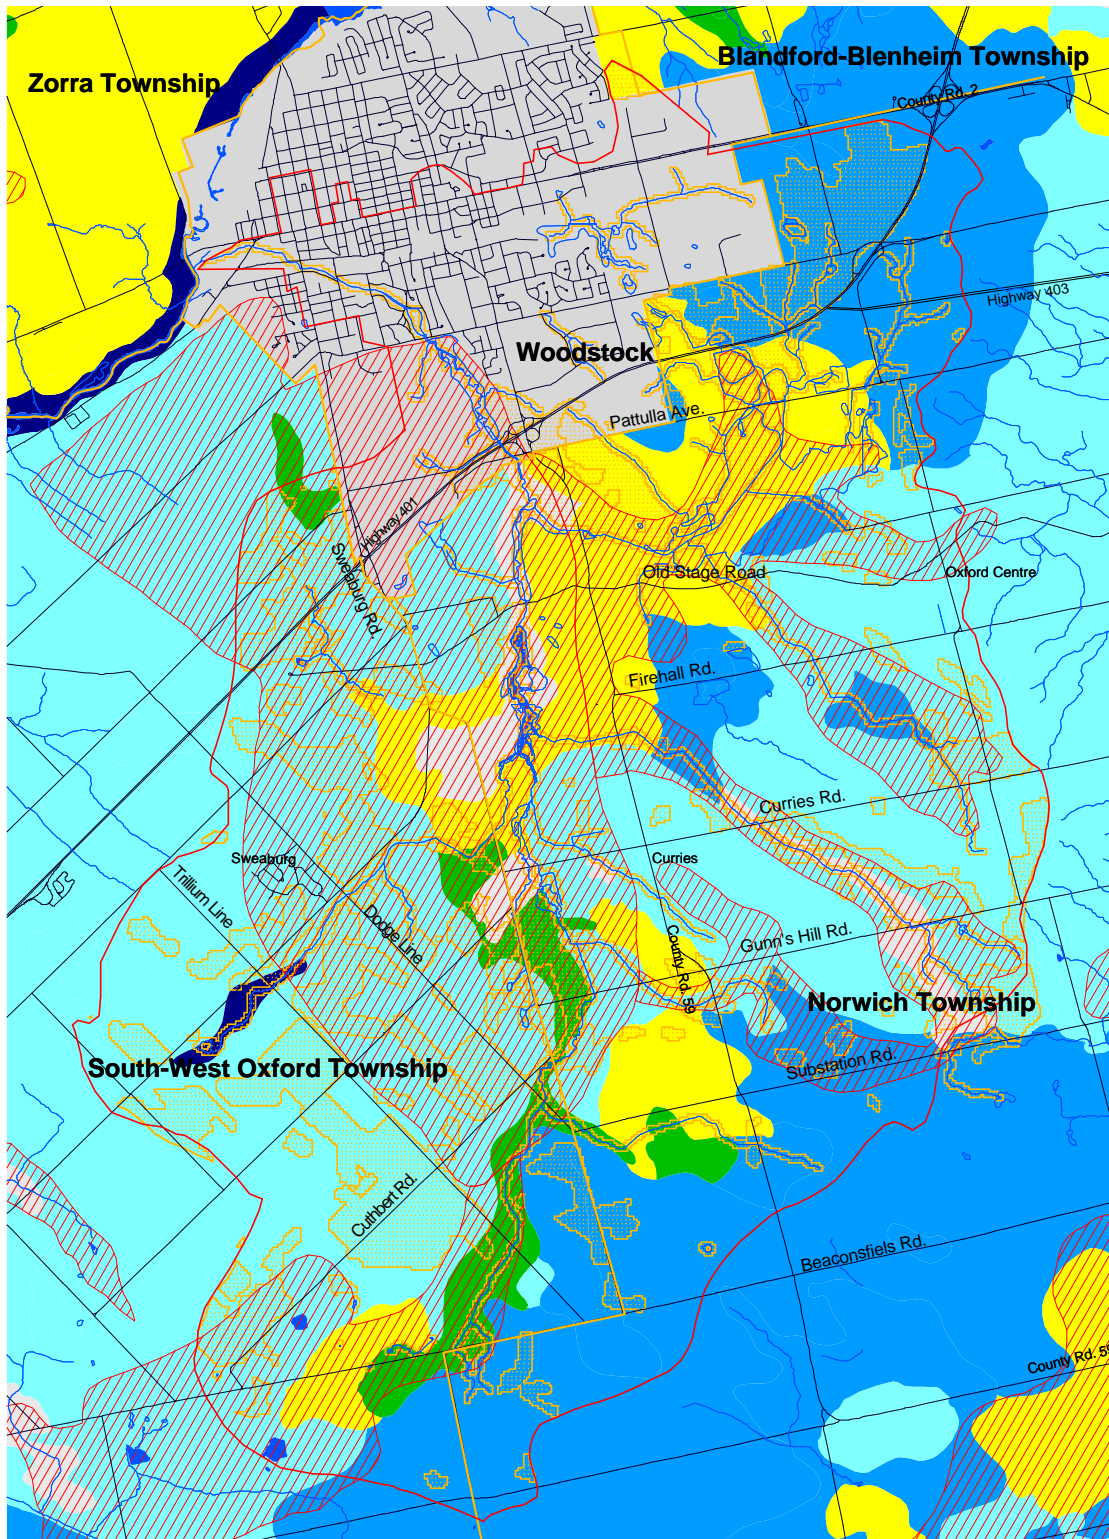 Blandford-Blenheim Township
Zorra Township
County Rd. 2
Highway 403
Woodstock
Pattulla Ave.
Highway 401
Sweaburg Rd.
Old Stage Road
Oxford Centre
Firehall Rd.
Curries Rd.
Sweaburg
Curries
Trillium Line
Dodge Line
Gunn's Hill Rd.
County Rd. 59
Norwich Township
South-West Oxford Township
Substation Rd.
Cuthbert Rd.
Beaconsfiels Rd.
County Rd. 59